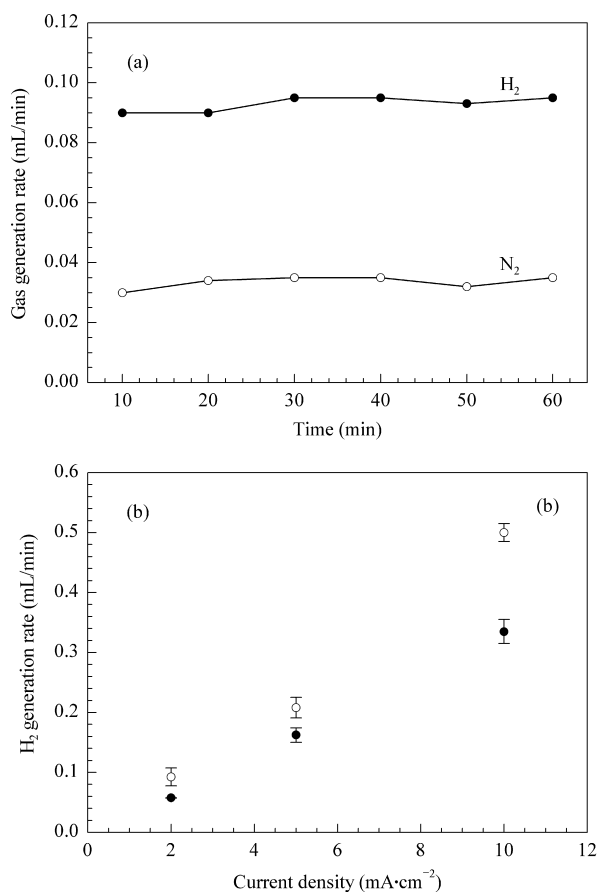 0.12
(a)
H₂
0.10
0.08
0.06
N₂
0.04
0.02
0.00
10 20 30 40 50 60
Time (min)
Gas generation rate (mL/min)
0.6
(b) (b)
0.5
0.4
0.3
0.2
0.1
0.0
0 2 4 6 8 10 12
Current density (mA·cm⁻²)
H₂ generation rate (mL/min)